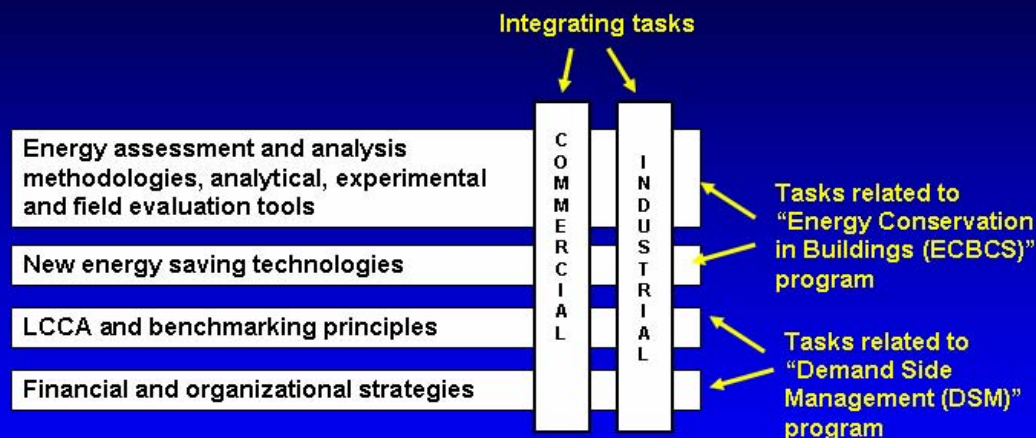 Integrating tasks
COMMERCIAL
INDUSTRIAL
Energy assessment and analysis
methodologies, analytical, experimental
and field evaluation tools
New energy saving technologies
LCCA and benchmarking principles
Financial and organizational strategies
Tasks related to
“Energy Conservation
in Buildings (ECBCS)”
program
Tasks related to
“Demand Side
Management (DSM)”
program